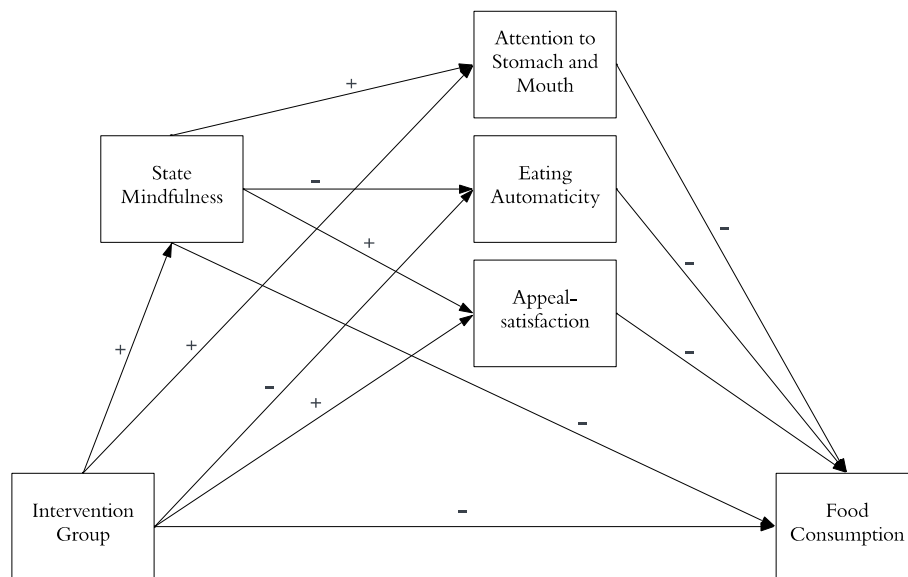 Attention to
Stomach and
Mouth
+
State
Mindfulness
-
Eating
Automaticity
-
+
-
Appeal-
satisfaction
+
+
-
-
+
-
Intervention
Group
-
Food
Consumption